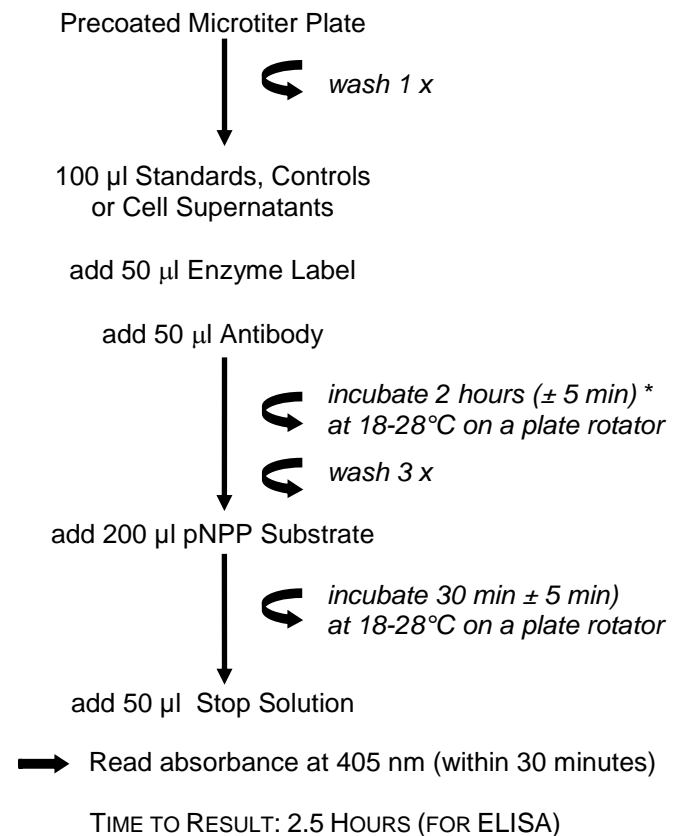 Precoated Microtiter Plate
wash 1 x
100 µl Standards, Controls
or Cell Supernatants
add 50 μl Enzyme Label
add 50 μl Antibody
incubate 2 hours (± 5 min) *
at 18-28°C on a plate rotator
wash 3 x
add 200 µl pNPP Substrate
incubate 30 min ± 5 min)
at 18-28°C on a plate rotator
add 50 µl Stop Solution
Read absorbance at 405 nm (within 30 minutes)
TIME TO RESULT: 2.5 HOURS (FOR ELISA)